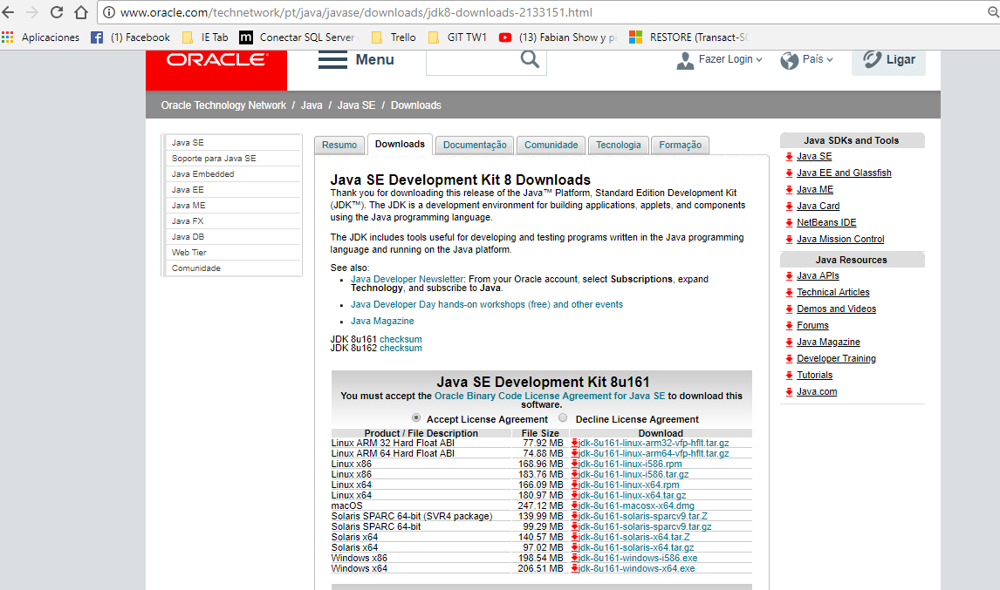 www.oracle.com/technetwork/pt/java/javase/downloads/jdk8-downloads-2133151.html
Aplicaciones (1) Facebook IE Tab Conectar SQL Server Trello GIT TW1 (13) Fabian Show y RESTORE (Transact-SQ
ORACLE Menu Fazer Login País Ligar
Oracle Technology Network / Java / Java SE / Downloads
Java SE
Soporte para Java SE
Java Embedded
Java EE
Java ME
Java FX
Java DB
Web Tier
Comunidade
Resumo Downloads Documentação Comunidade Tecnologia Formação
Java SE Development Kit 8 Downloads
Thank you for downloading this release of the Java™ Platform, Standard Edition Development Kit
(JDK™). The JDK is a development environment for building applications, applets, and components
using the Java programming language.
The JDK includes tools useful for developing and testing programs written in the Java programming
language and running on the Java platform.
See also:
Java Developer Newsletter: From your Oracle account, select Subscriptions, expand
Technology, and subscribe to Java.
Java Developer Day hands-on workshops (free) and other events
Java Magazine
JDK 8u161 checksum
JDK 8u162 checksum
Java SE Development Kit 8u161
You must accept the Oracle Binary Code License Agreement for Java SE to download this
software.
Accept License Agreement Decline License Agreement
Product / File Description File Size Download
Linux ARM 32 Hard Float ABI 77.92 MB jdk-8u161-linux-arm32-vfp-hflt.tar.gz
Linux ARM 64 Hard Float ABI 74.88 MB jdk-8u161-linux-arm64-vfp-hflt.tar.gz
Linux x86 168.96 MB jdk-8u161-linux-i586.rpm
Linux x86 183.76 MB jdk-8u161-linux-i586.tar.gz
Linux x64 166.09 MB jdk-8u161-linux-x64.rpm
Linux x64 180.97 MB jdk-8u161-linux-x64.tar.gz
macOS 247.12 MB jdk-8u161-macosx-x64.dmg
Solaris SPARC 64-bit (SVR4 package) 139.99 MB jdk-8u161-solaris-sparcv9.tar.Z
Solaris SPARC 64-bit 99.29 MB jdk-8u161-solaris-sparcv9.tar.gz
Solaris x64 140.57 MB jdk-8u161-solaris-x64.tar.Z
Solaris x64 97.02 MB jdk-8u161-solaris-x64.tar.gz
Windows x86 198.54 MB jdk-8u161-windows-i586.exe
Windows x64 206.51 MB jdk-8u161-windows-x64.exe
Java SDKs and Tools
Java SE
Java EE and Glassfish
Java ME
Java Card
NetBeans IDE
Java Mission Control
Java Resources
Java APIs
Technical Articles
Demos and Videos
Forums
Java Magazine
Developer Training
Tutorials
Java.com